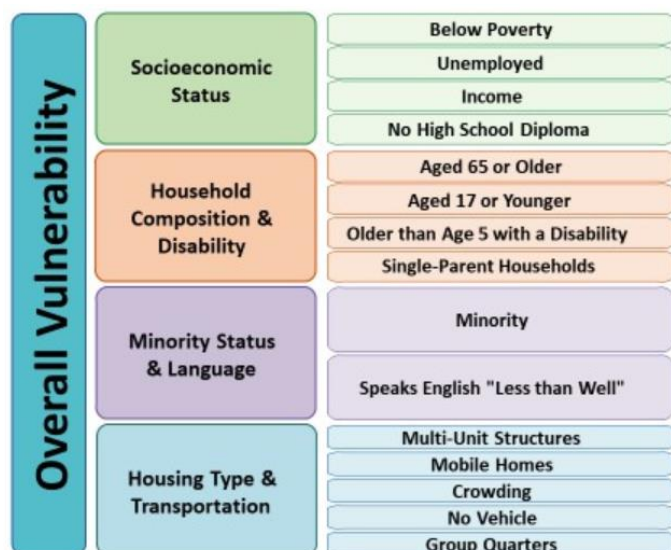 Overall Vulnerability
Socioeconomic
Status
Below Poverty
Unemployed
Income
No High School Diploma
Household
Composition &
Disability
Aged 65 or Older
Aged 17 or Younger
Older than Age 5 with a Disability
Single-Parent Households
Minority Status
& Language
Minority
Speaks English "Less than Well"
Housing Type &
Transportation
Multi-Unit Structures
Mobile Homes
Crowding
No Vehicle
Group Quarters